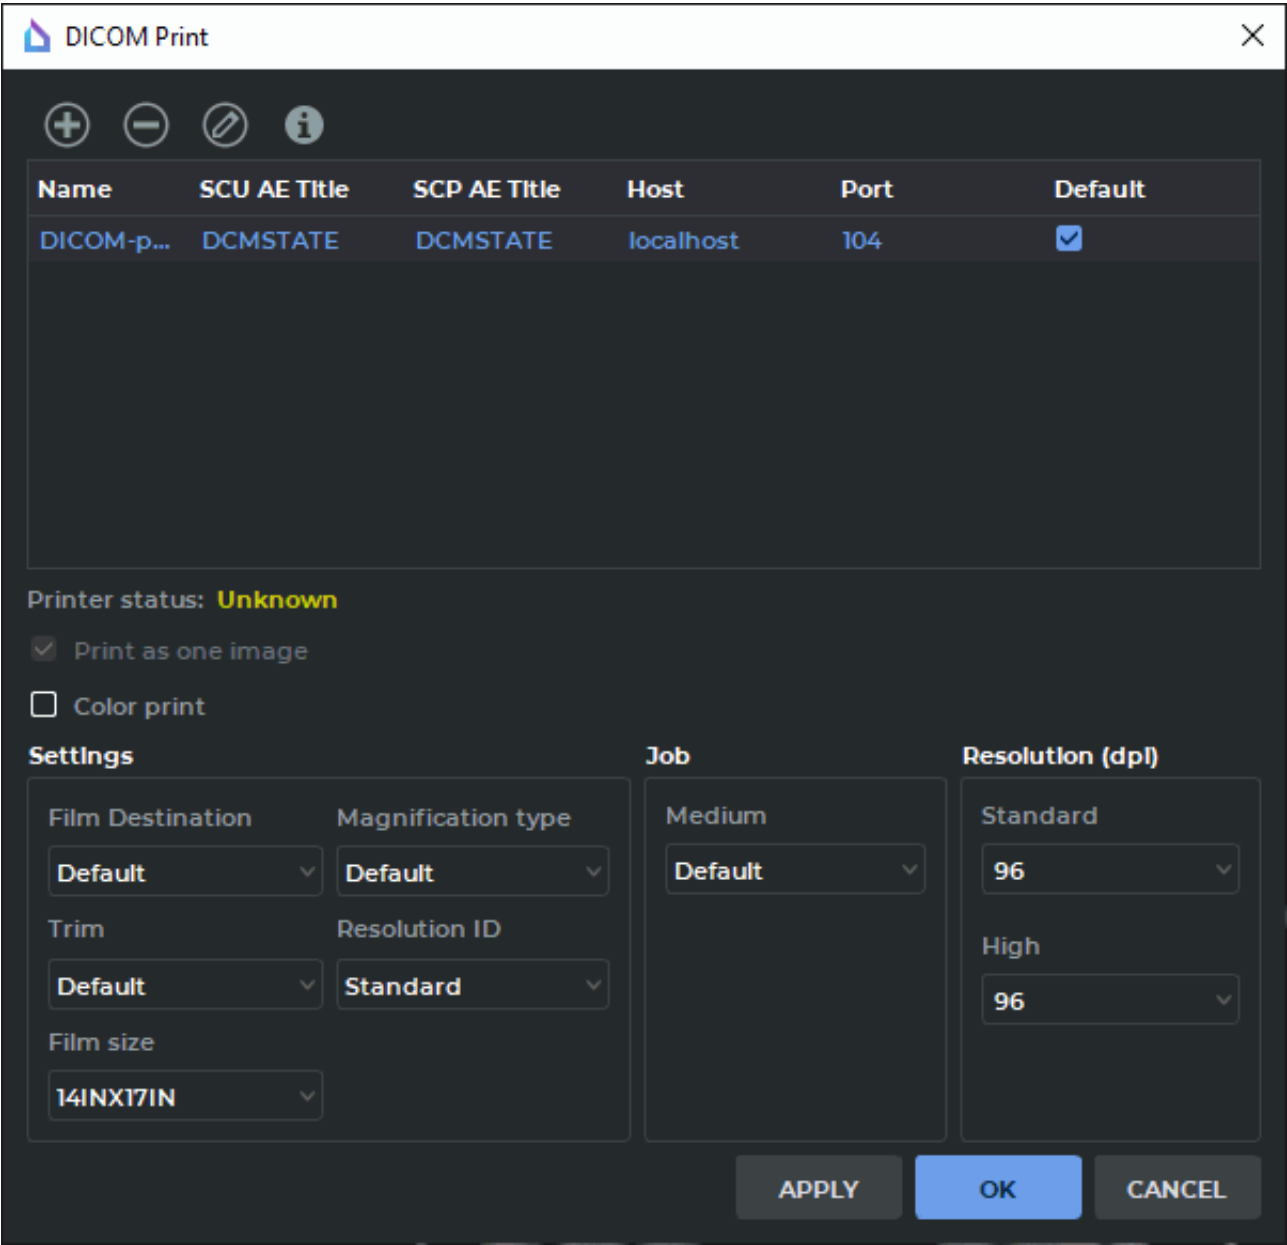 DICOM Print
Name SCU AE Title SCP AE Title Host Port Default
DICOM-p... DCMSTATE DCMSTATE localhost 104
Printer status: Unknown
Print as one image
Color print
Settings Job Resolution (dpi)
Film Destination Magnification type Medium Standard
Default Default Default 96
Trim Resolution ID High
Default Standard 96
Film size
14INX17IN
APPLY OK CANCEL